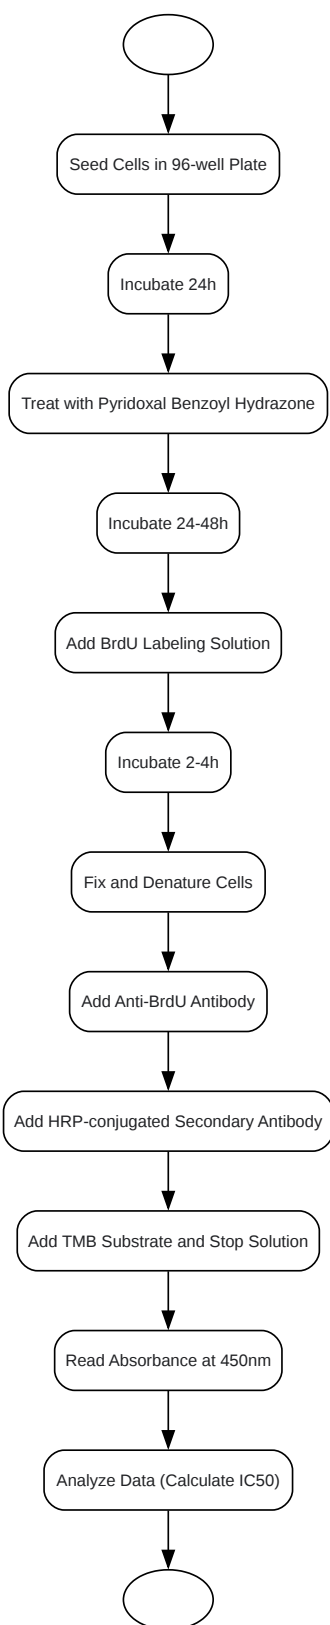 Seed Cells in 96-well Plate
Incubate 24h
Treat with Pyridoxal Benzoyl Hydrazone
Incubate 24-48h
Add BrdU Labeling Solution
Incubate 2-4h
Fix and Denature Cells
Add Anti-BrdU Antibody
Add HRP-conjugated Secondary Antibody
Add TMB Substrate and Stop Solution
Read Absorbance at 450nm
Analyze Data (Calculate IC50)